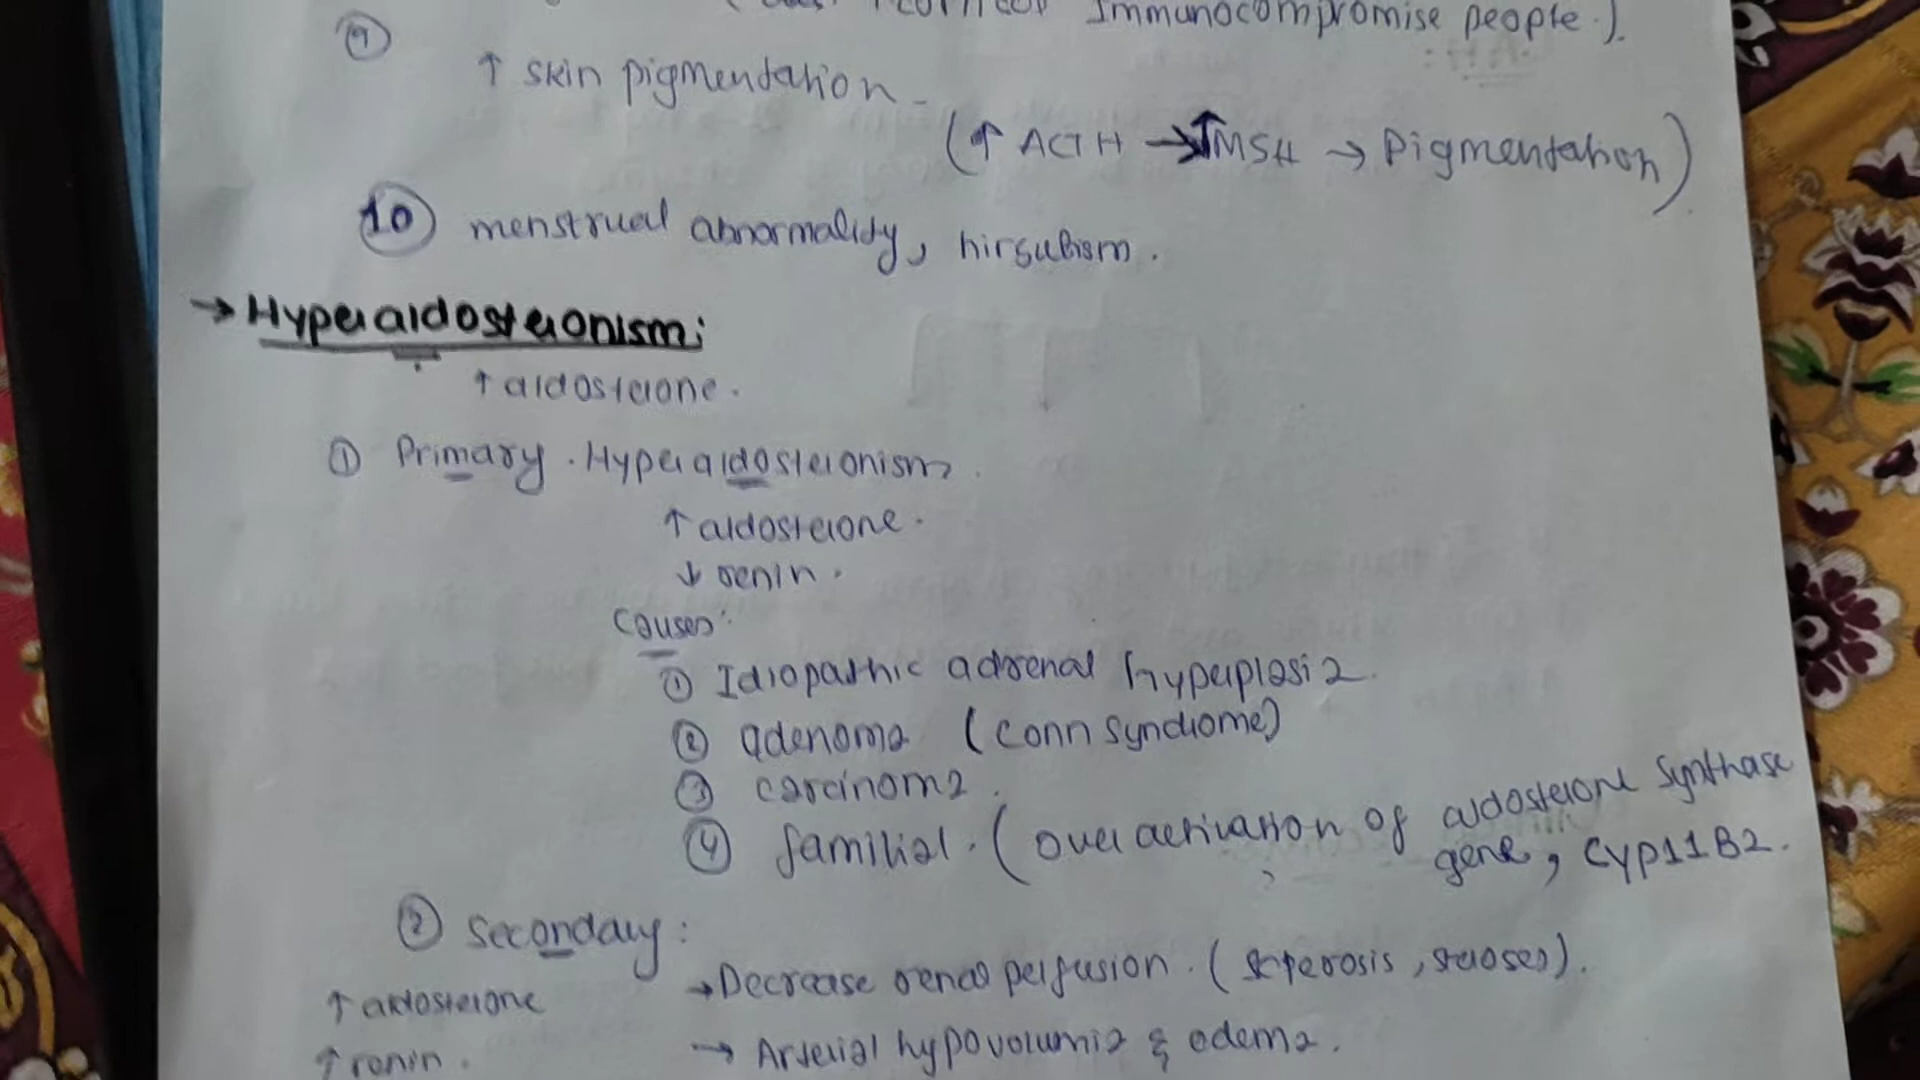 Immunocompromise people.).
⑨
↑ skin pigmentation
(↑ ACTH → ↑MSH → Pigmentation)
⑩ menstrual abnormality, hirsutism.
→ Hyperaldosteronism:
↑ aldosterone.
① Primary. Hyperaldosteronism.
↑ aldosterone.
↓ renin.
Causes:
① Idiopathic adrenal hyperplasia.
② adenoma (Conn syndrome)
③ carcinoma.
④ familial. (over activation of aldosterone synthase
gene, CYP11B2.
② Secondary:
→ Decrease renal perfusion. (
↑ aldosterone
→ Arterial hypovolumia & edema.
↑ renin.